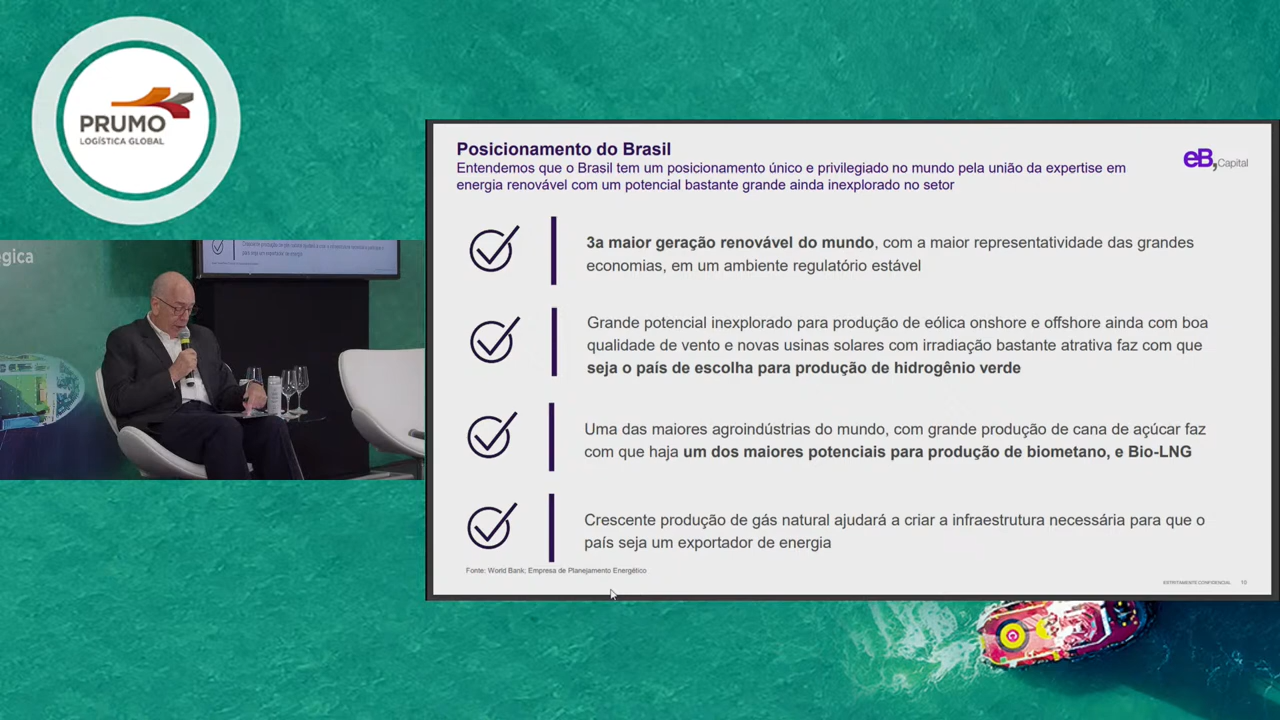 PRUMO
LOGÍSTICA GLOBAL
gica
Posicionamento do Brasil
Entendemos que o Brasil tem um posicionamento único e privilegiado no mundo pela união da expertise em
energia renovável com um potencial bastante grande ainda inexplorado no setor
eB, Capital
3a maior geração renovável do mundo, com a maior representatividade das grandes
economias, em um ambiente regulatório estável
Grande potencial inexplorado para produção de eólica onshore e offshore ainda com boa
qualidade de vento e novas usinas solares com irradiação bastante atrativa faz com que
seja o país de escolha para produção de hidrogênio verde
Uma das maiores agroindústrias do mundo, com grande produção de cana de açúcar faz
com que haja um dos maiores potenciais para produção de biometano, e Bio-LNG
Crescente produção de gás natural ajudará a criar a infraestrutura necessária para que o
país seja um exportador de energia
Fonte: World Bank; Empresa de Planejamento Energético
ESTRITAMENTE CONFIDENCIAL 10